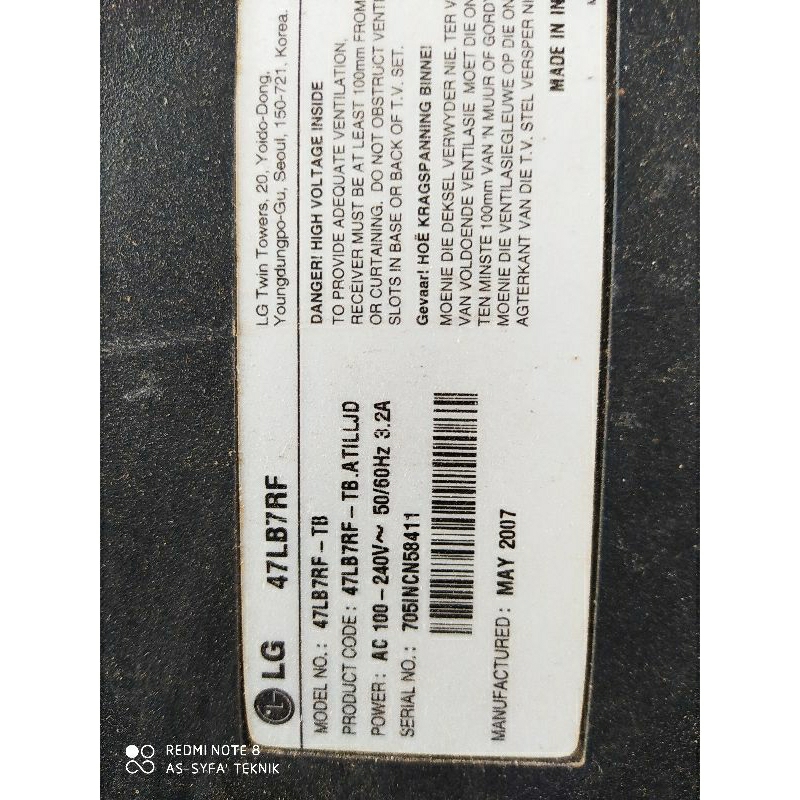 LG 47LB7RF
MODEL NO. : 47LB7RF-TB
PRODUCT CODE : 47LB7RF-TB.ATILLJD
POWER : AC 100-240V~ 50/60Hz 3.2A
SERIAL NO. : 705INCN58411
MANUFACTURED : MAY 2007
LG Twin Towers, 20, Yoido-Dong,
Youngdungpo-Gu, Seoul, 150-721, Korea.
DANGER! HIGH VOLTAGE INSIDE
TO PROVIDE ADEQUATE VENTILATION,
RECEIVER MUST BE AT LEAST 100mm FROM
OR CURTAINING. DO NOT OBSTRUCT
SLOTS IN BASE OR BACK OF T.V. SET.
Gevaar! HOË KRAGSPANNING BINNE!
MOENIE DIE DEKSEL VERWYDER NIE. TER
VAN VOLDOENDE VENTILASIE MOET DIE
TEN MINSTE 100mm VAN 'N MUUR OF
MOENIE DIE VENTILASIEGLEUWE OP DIE
AGTERKANT VAN DIE T.V. STEL VERSPER
MADE IN
REDMI NOTE 8
AS-SYFA' TEKNIK